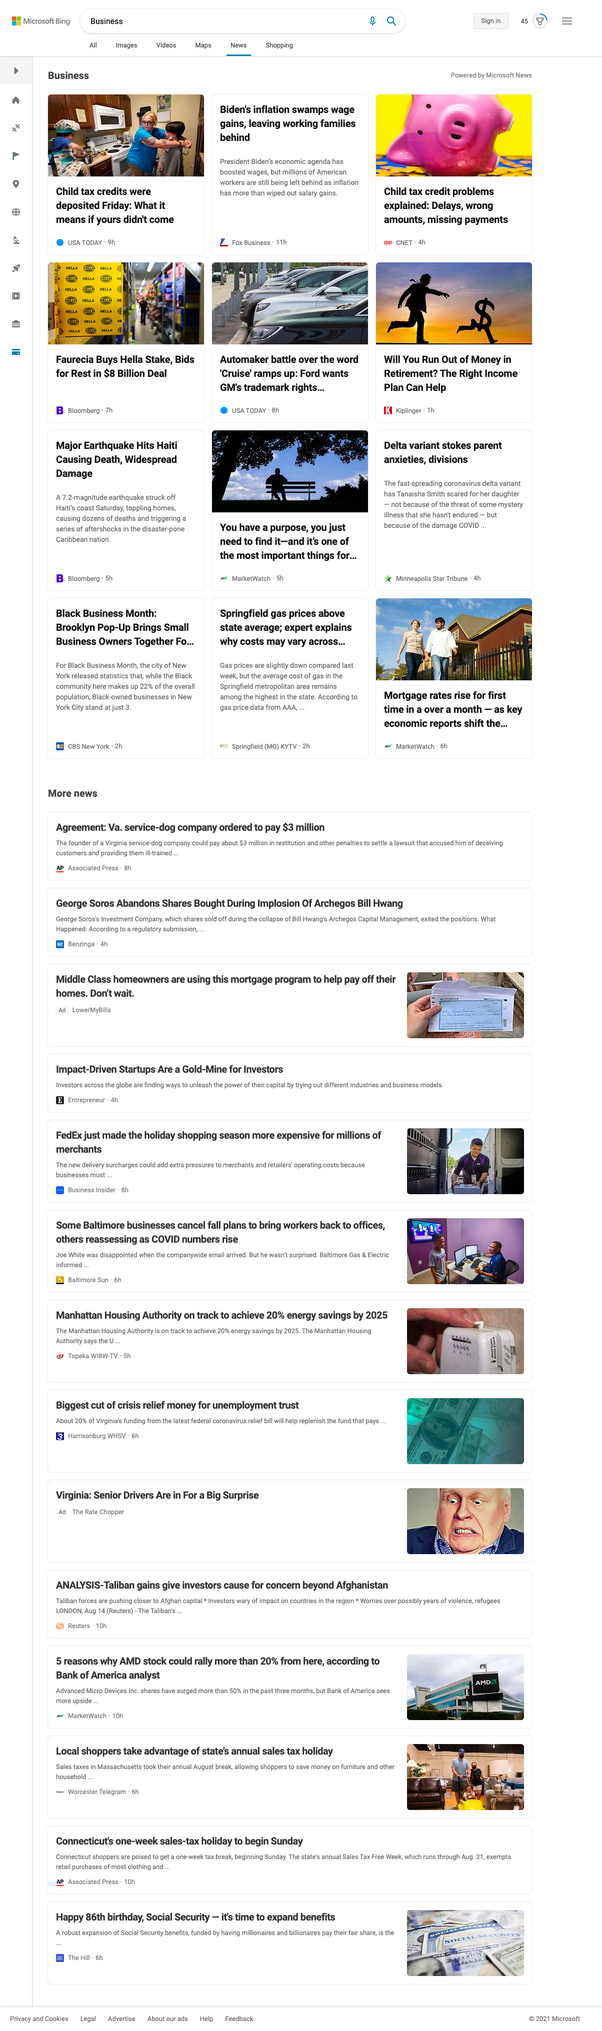 Microsoft Bing
Business
Sign in
45
All
Images
Videos
Maps
News
Shopping
Business
Powered by Microsoft News
Child tax credits were
deposited Friday: What it
means if yours didn't come
USA TODAY · 9h
Biden's inflation swamps wage
gains, leaving working families
behind
President Biden's economic agenda has
boosted wages, but millions of American
workers are still being left behind as inflation
has more than wiped out salary gains.
Fox Business · 11h
Child tax credit problems
explained: Delays, wrong
amounts, missing payments
CNET · 4h
Faurecia Buys Hella Stake, Bids
for Rest in $8 Billion Deal
Bloomberg · 7h
Automaker battle over the word
'Cruise' ramps up: Ford wants
GM's trademark rights...
USA TODAY · 8h
Will You Run Out of Money in
Retirement? The Right Income
Plan Can Help
Kiplinger · 1h
Major Earthquake Hits Haiti
Causing Death, Widespread
Damage
A 7.2-magnitude earthquake struck off
Haiti's coast Saturday, toppling homes,
causing dozens of deaths and triggering a
series of aftershocks in the disaster-pone
Caribbean nation.
Bloomberg · 5h
You have a purpose, you just
need to find it—and it's one of
the most important things for...
MarketWatch · 5h
Delta variant stokes parent
anxieties, divisions
The fast-spreading coronavirus delta variant
has Tanaisha Smith scared for her daughter
— not because of the threat of some mystery
illness that she hasn't endured — but
because of the damage COVID ...
Minneapolis Star Tribune · 4h
Black Business Month:
Brooklyn Pop-Up Brings Small
Business Owners Together Fo...
For Black Business Month, the city of New
York released statistics that, while the Black
community here makes up 22% of the overall
population, Black-owned businesses in New
York City stand at just 3.
CBS New York · 2h
Springfield gas prices above
state average; expert explains
why costs may vary across...
Gas prices are slightly down compared last
week, but the average cost of gas in the
Springfield metropolitan area remains
among the highest in the state. According to
gas price data from AAA, ...
Springfield (MO) KYTV · 2h
Mortgage rates rise for first
time in a over a month — as key
economic reports shift the...
MarketWatch · 6h
More news
Agreement: Va. service-dog company ordered to pay $3 million
The founder of a Virginia service-dog company could pay about $3 million in restitution and other penalties to settle a lawsuit that accused him of deceiving
customers and providing them ill-trained ...
Associated Press · 8h
George Soros Abandons Shares Bought During Implosion Of Archegos Bill Hwang
George Soros's Investment Company, which shares sold off during the collapse of Bill Hwang's Archegos Capital Management, exited the positions. What
Happened: According to a regulatory submission, ...
Benzinga · 4h
Middle Class homeowners are using this mortgage program to help pay off their
homes. Don't wait.
Ad LowerMyBills
Impact-Driven Startups Are a Gold-Mine for Investors
Investors across the globe are finding ways to unleash the power of their capital by trying out different industries and business models.
Entrepreneur · 4h
FedEx just made the holiday shopping season more expensive for millions of
merchants
The new delivery surcharges could add extra pressures to merchants and retailers' operating costs because
businesses must ...
Business Insider · 8h
Some Baltimore businesses cancel fall plans to bring workers back to offices,
others reassessing as COVID numbers rise
Joe White was disappointed when the companywide email arrived. But he wasn't surprised. Baltimore Gas & Electric
informed ...
Baltimore Sun · 6h
Manhattan Housing Authority on track to achieve 20% energy savings by 2025
The Manhattan Housing Authority is on track to achieve 20% energy savings by 2025. The Manhattan Housing
Authority says the U ...
Topeka WIBW-TV · 5h
Biggest cut of crisis relief money for unemployment trust
About 20% of Virginia's funding from the latest federal coronavirus relief bill will help replenish the fund that pays ...
Harrisonburg WHSV · 6h
Virginia: Senior Drivers Are in For a Big Surprise
Ad The Rate Chopper
ANALYSIS-Taliban gains give investors cause for concern beyond Afghanistan
Taliban forces are pushing closer to Afghan capital * Investors wary of impact on countries in the region * Worries over possibly years of violence, refugees
LONDON, Aug 14 (Reuters) - The Taliban's ...
Reuters · 10h
5 reasons why AMD stock could rally more than 20% from here, according to
Bank of America analyst
Advanced Micro Devices Inc. shares have surged more than 50% in the past three months, but Bank of America sees
more upside ...
MarketWatch · 10h
AMD
Local shoppers take advantage of state's annual sales tax holiday
Sales taxes in Massachusetts took their annual August break, allowing shoppers to save money on furniture and other
household ...
Worcester Telegram · 6h
Connecticut's one-week sales-tax holiday to begin Sunday
Connecticut shoppers are poised to get a one-week tax break, beginning Sunday. The state's annual Sales Tax Free Week, which runs through Aug. 21, exempts
retail purchases of most clothing and ...
Associated Press · 10h
Happy 86th birthday, Social Security — it's time to expand benefits
A robust expansion of Social Security benefits, funded by having millionaires and billionaires pay their fair share, is the
...
The Hill · 6h
SOCIAL SECURITY
Privacy and Cookies
Legal
Advertise
About our ads
Help
Feedback
© 2021 Microsoft